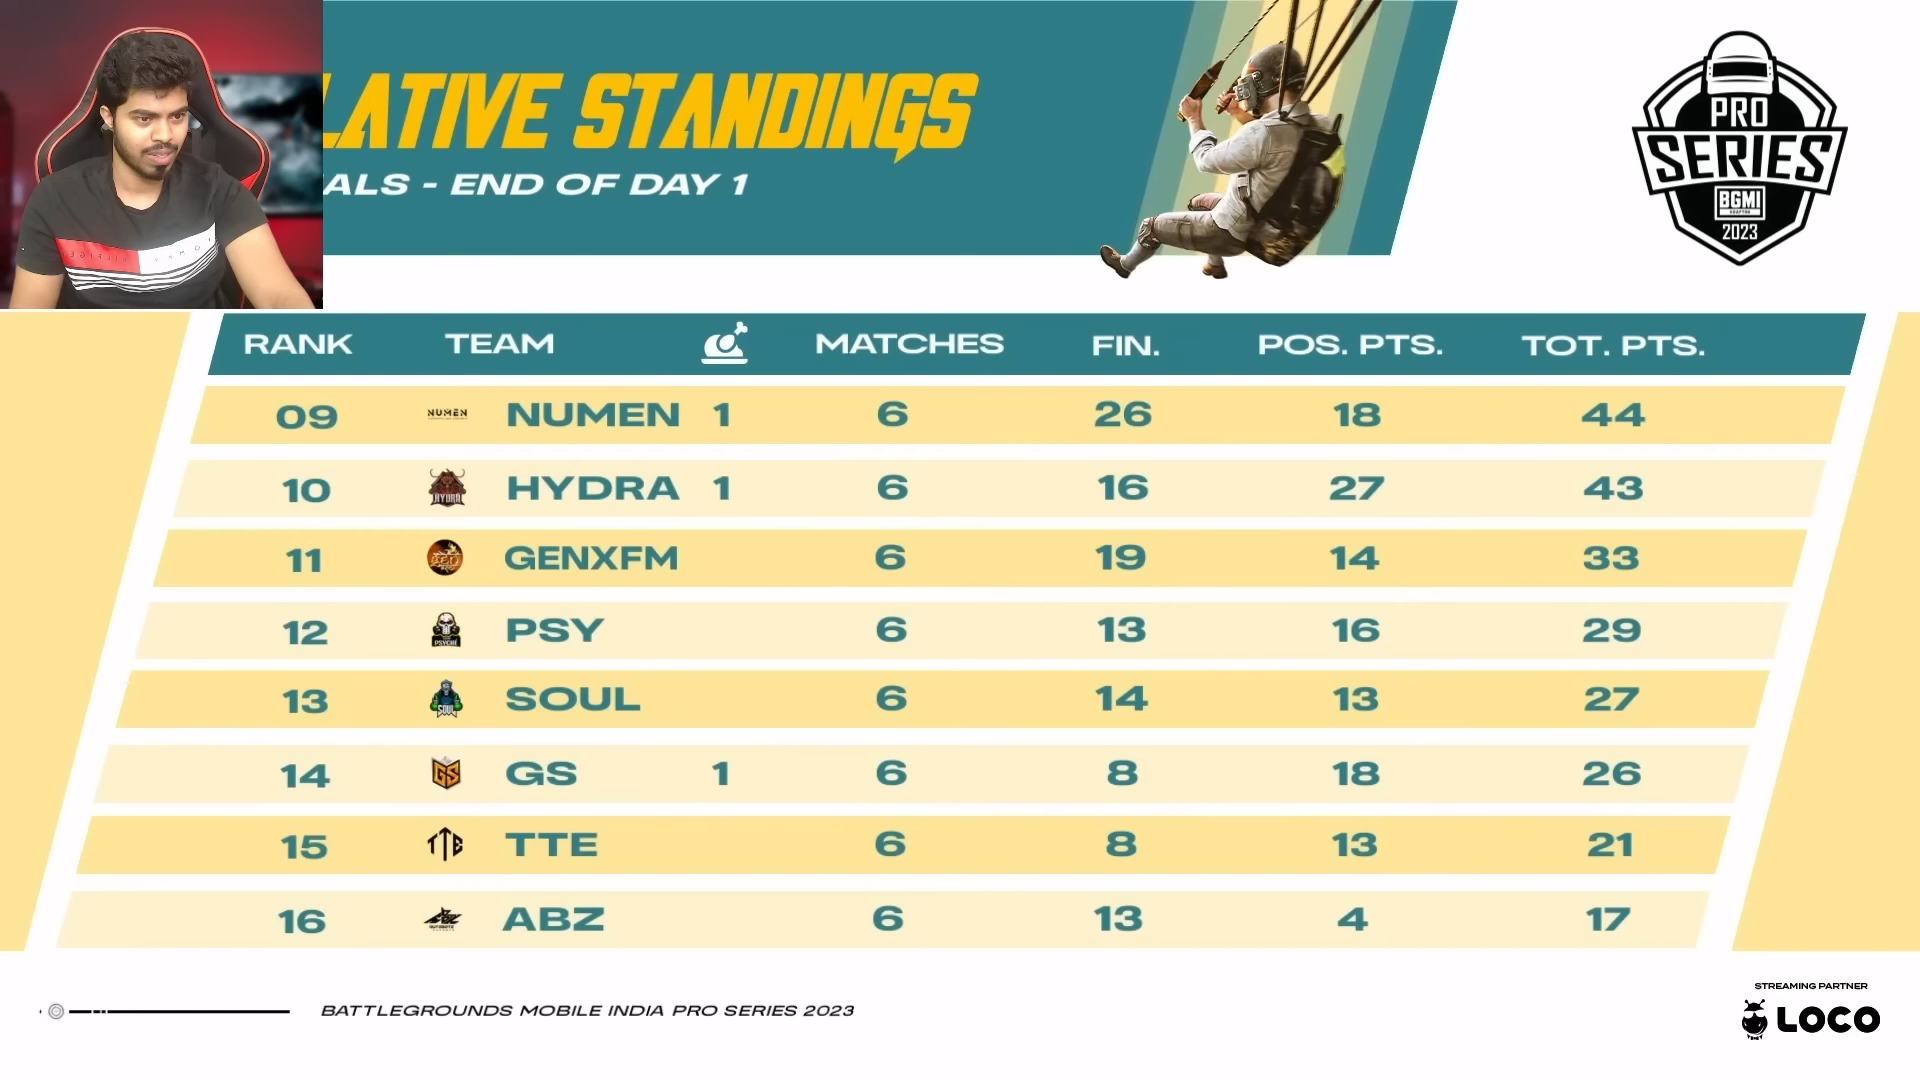 LATIVE STANDINGS
ALS - END OF DAY 1
PRO
SERIES
BGMI
2023
RANK TEAM MATCHES FIN. POS. PTS. TOT. PTS.
09 NUMEN NUMEN 1 6 26 18 44
10 HYDRA HYDRA 1 6 16 27 43
11 GENXFM 6 19 14 33
12 PSYCHE PSY 6 13 16 29
13 SOUL SOUL 6 14 13 27
14 GS GS 1 6 8 18 26
15 TTE TTE 6 8 13 21
16 ABZ 6 13 4 17
BATTLEGROUNDS MOBILE INDIA PRO SERIES 2023
STREAMING PARTNER
LOCO